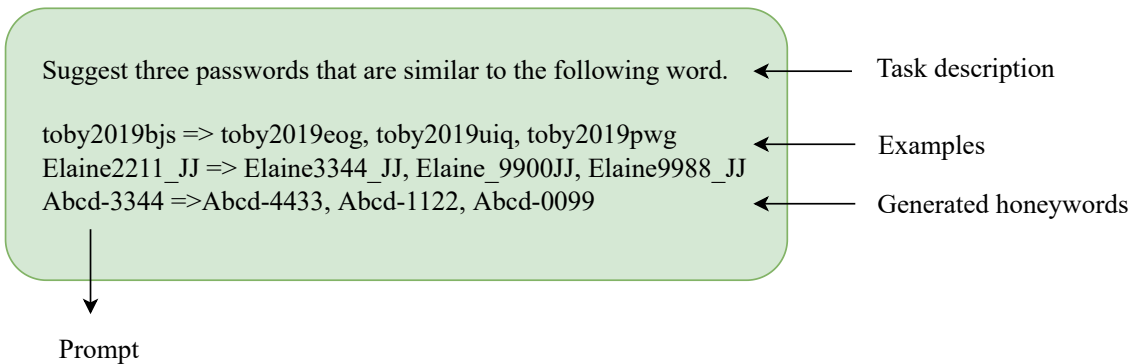 Suggest three passwords that are similar to the following word.
Task description
toby2019bjs => toby2019eog, toby2019uiq, toby2019pwg
Examples
Elaine2211_JJ => Elaine3344_JJ, Elaine_9900JJ, Elaine9988_JJ
Abcd-3344 =>Abcd-4433, Abcd-1122, Abcd-0099
Generated honeywords
Prompt